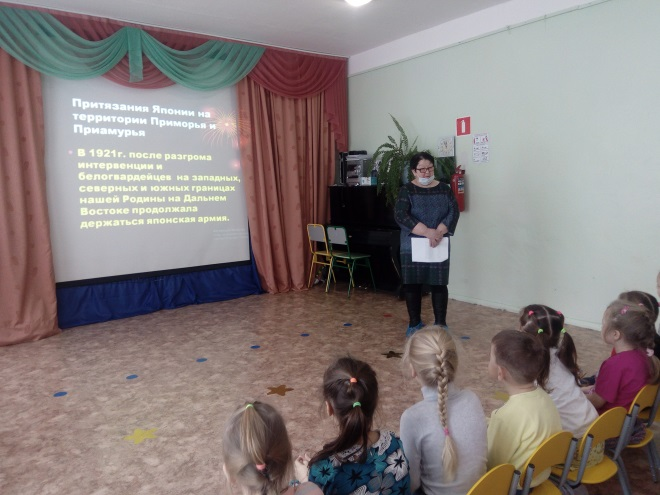 Притязания Японии на
территории Приморья и
Приамурья
В 1921г. после разгрома
интервенции и
белогвардейцев на западных,
северных и южных границах
нашей Родины на Дальнем
Востоке продолжала
держаться японская армия.